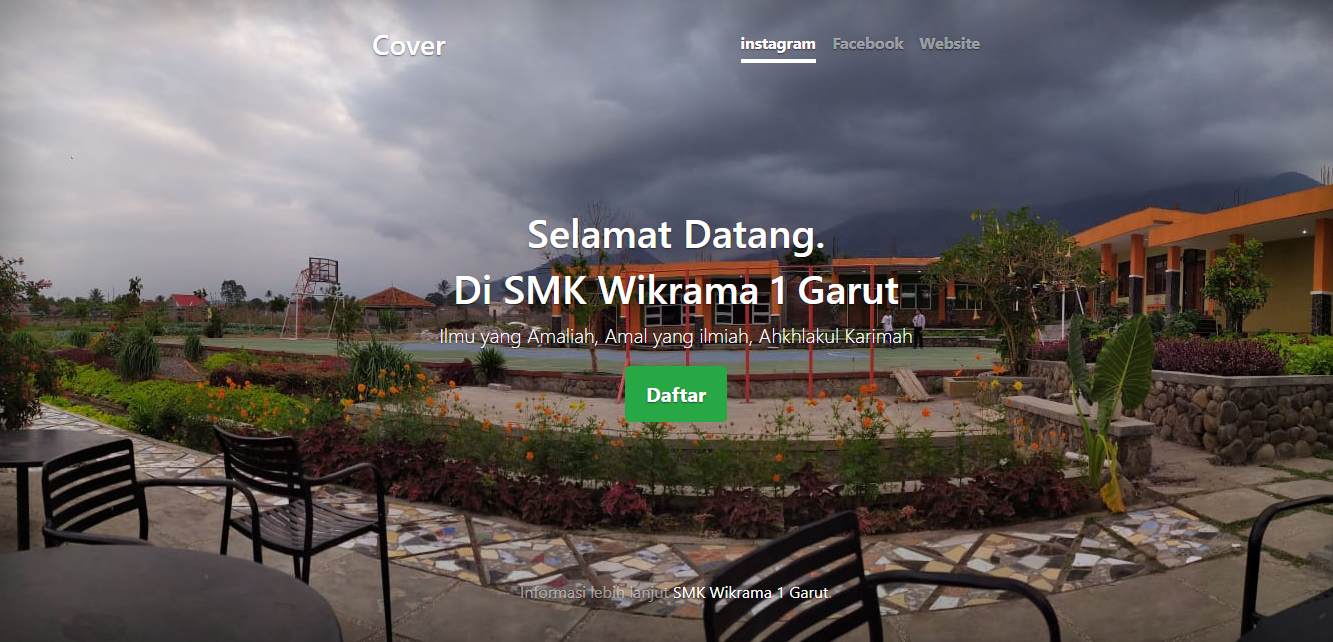 Cover
instagram Facebook Website
Selamat Datang.
Di SMK Wikrama 1 Garut
Ilmu yang Amaliah, Amal yang ilmiah, Ahkhlakul Karimah
Daftar
Informasi lebih lanjut SMK Wikrama 1 Garut.